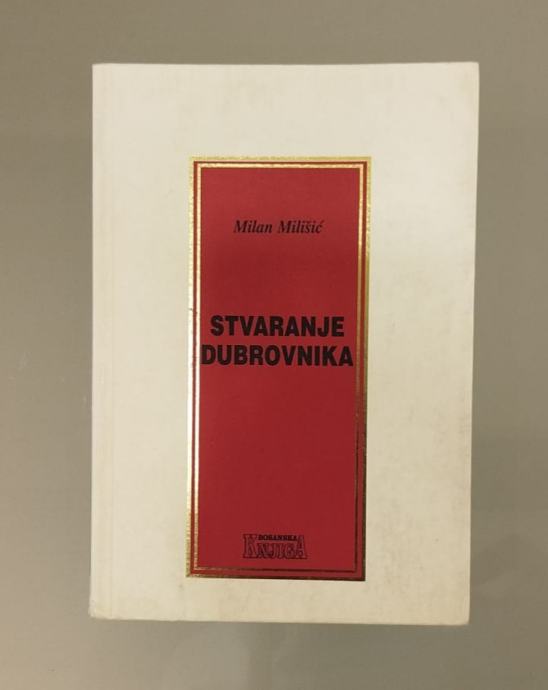 Milan Milišić
STVARANJE
DUBROVNIKA
BOSANSKA
KNJIGA